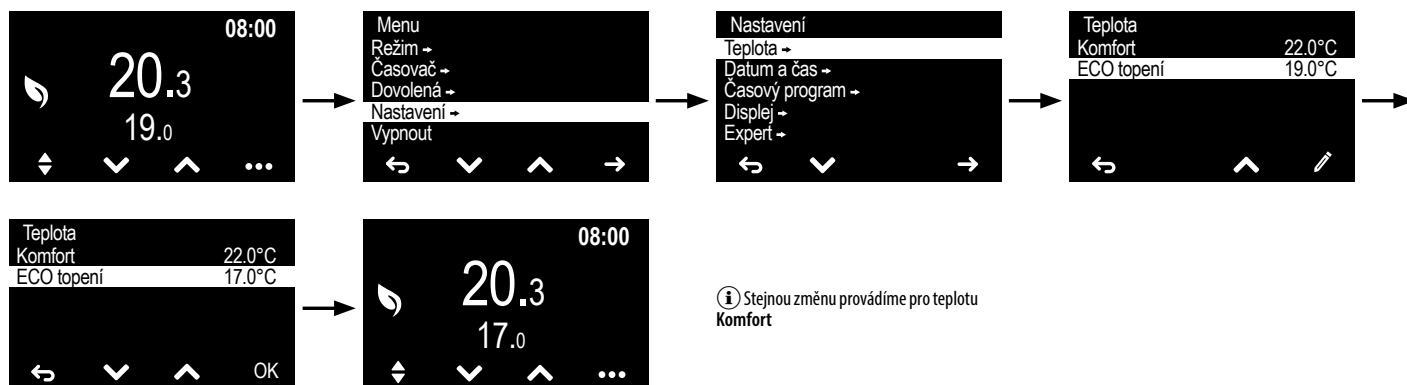 08:00
20.3
19.0
Menu
Režim →
Časovač →
Dovolená →
Nastavení →
Vypnout
Nastavení
Teplota →
Datum a čas →
Časový program →
Displej →
Expert →
Teplota
Komfort 22.0°C
ECO topení 19.0°C
Teplota
Komfort 22.0°C
ECO topení 17.0°C
OK
08:00
20.3
17.0
i Stejnou změnu provádíme pro teplotu
Komfort